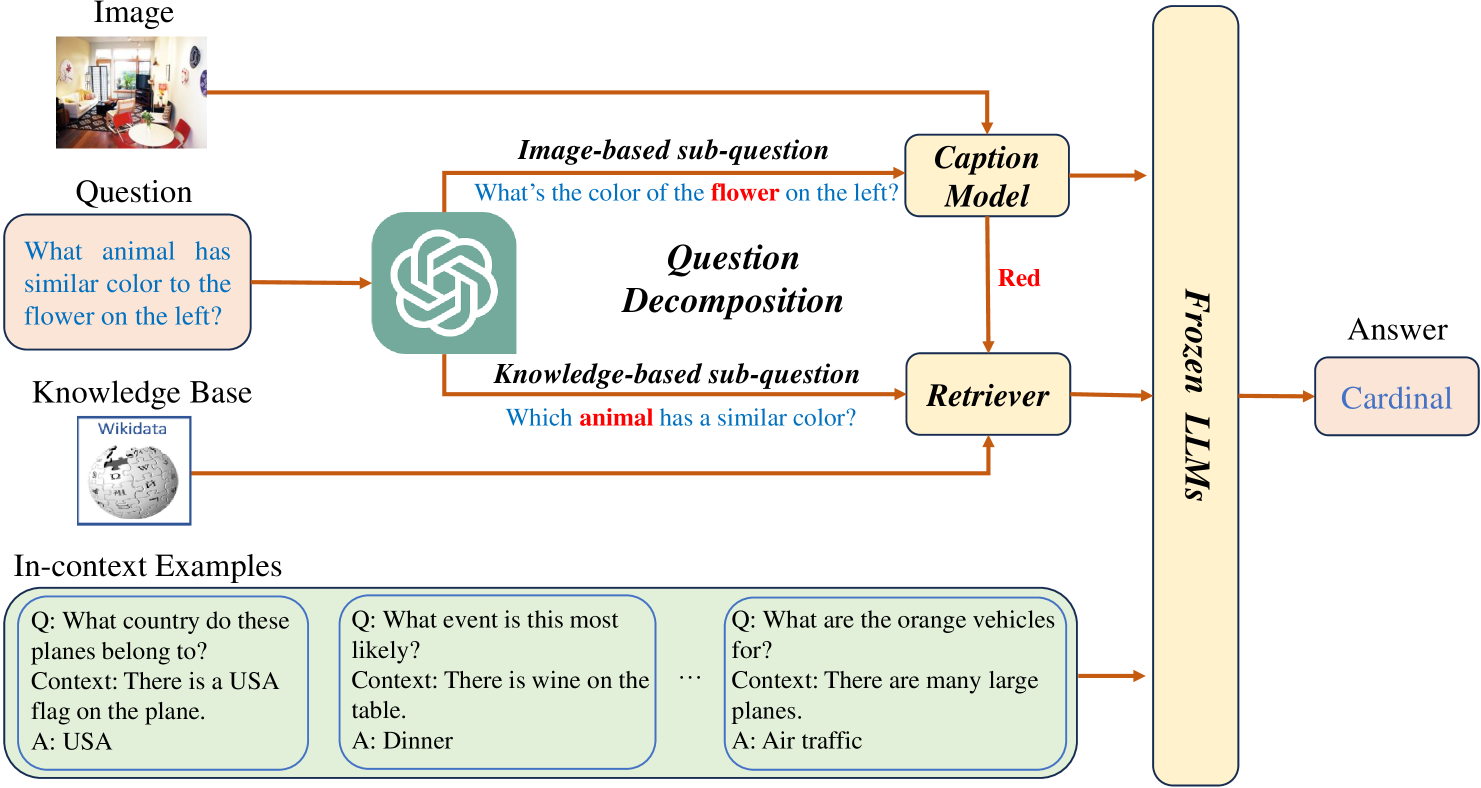 Image
Question
What animal has
similar color to the
flower on the left?
Knowledge Base
Wikidata
Image-based sub-question
What's the color of the flower on the left?
Question
Decomposition
Knowledge-based sub-question
Which animal has a similar color?
Caption
Model
Red
Retriever
Frozen LLMs
Answer
Cardinal
In-context Examples
Q: What country do these
planes belong to?
Context: There is a USA
flag on the plane.
A: USA
Q: What event is this most
likely?
Context: There is wine on the
table.
A: Dinner
...
Q: What are the orange vehicles
for?
Context: There are many large
planes.
A: Air traffic